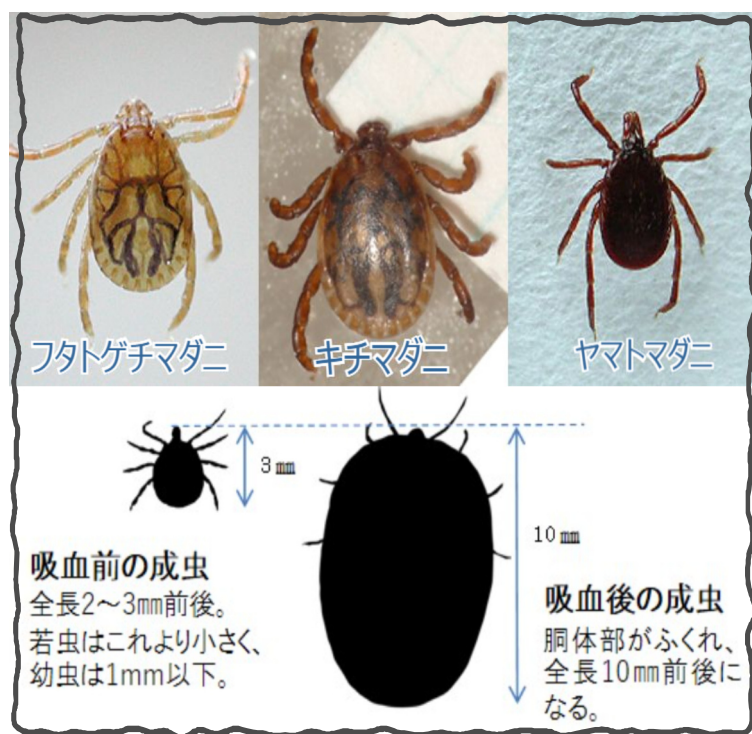 フタトゲチマダニ
キチマダニ
ヤマトマダニ
3㎜
10㎜
吸血前の成虫
全長2～3㎜前後。
若虫はこれより小さく、
幼虫は1mm以下。
吸血後の成虫
胴体部がふくれ、
全長10㎜前後に
なる。